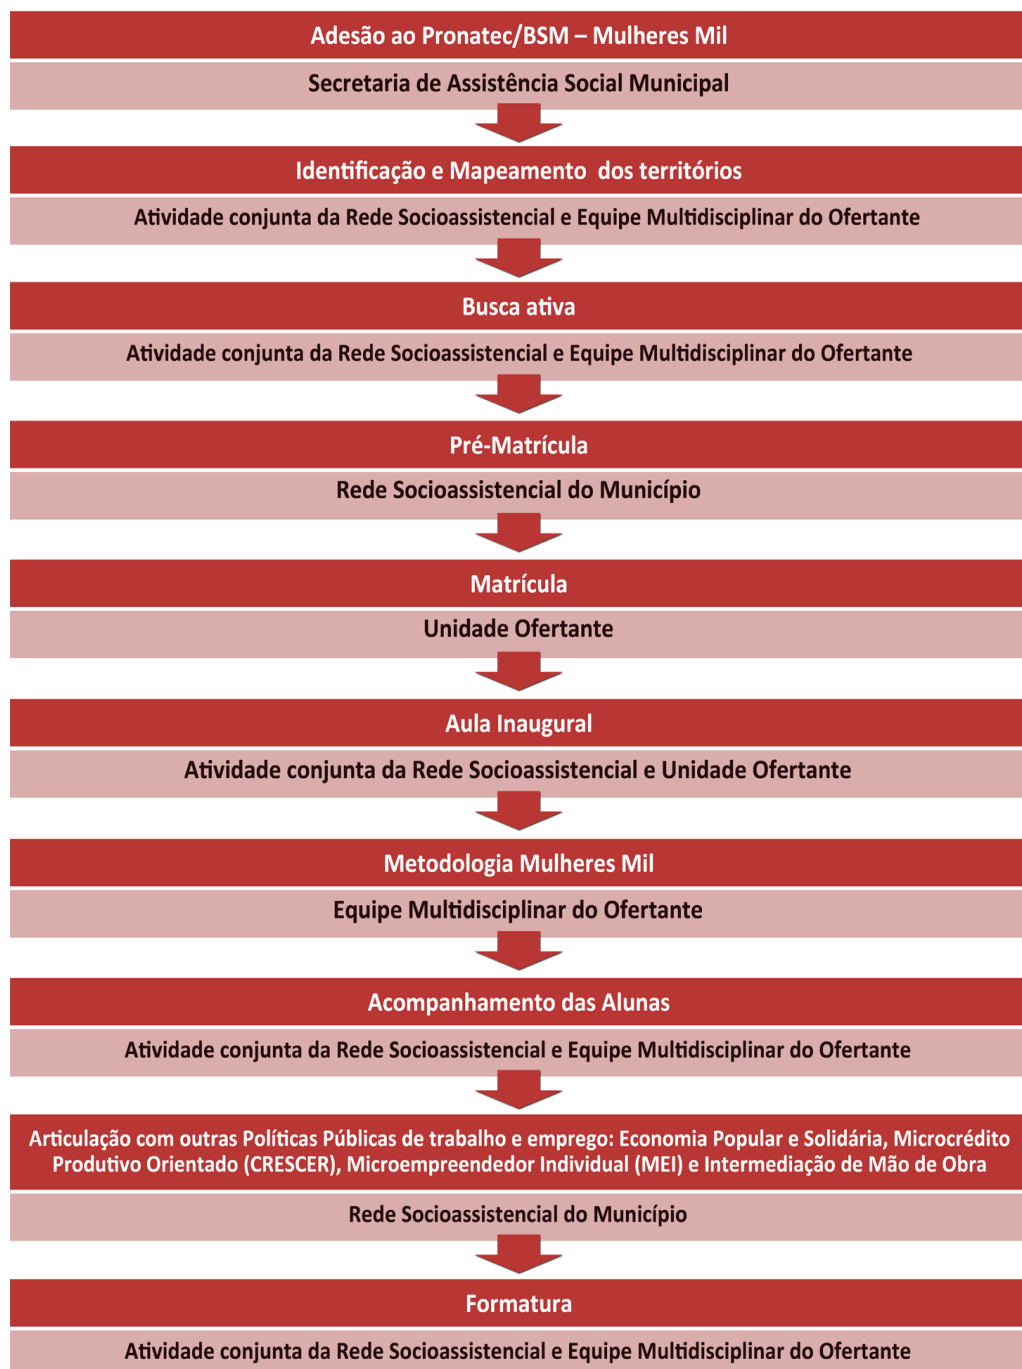 Adesão ao Pronatec/BSM – Mulheres Mil
Secretaria de Assistência Social Municipal
Identificação e Mapeamento dos territórios
Atividade conjunta da Rede Socioassistencial e Equipe Multidisciplinar do Ofertante
Busca ativa
Atividade conjunta da Rede Socioassistencial e Equipe Multidisciplinar do Ofertante
Pré-Matrícula
Rede Socioassistencial do Município
Matrícula
Unidade Ofertante
Aula Inaugural
Atividade conjunta da Rede Socioassistencial e Unidade Ofertante
Metodologia Mulheres Mil
Equipe Multidisciplinar do Ofertante
Acompanhamento das Alunas
Atividade conjunta da Rede Socioassistencial e Equipe Multidisciplinar do Ofertante
Articulação com outras Políticas Públicas de trabalho e emprego: Economia Popular e Solidária, Microcrédito
Produtivo Orientado (CRESCER), Microempreendedor Individual (MEI) e Intermediação de Mão de Obra
Rede Socioassistencial do Município
Formatura
Atividade conjunta da Rede Socioassistencial e Equipe Multidisciplinar do Ofertante